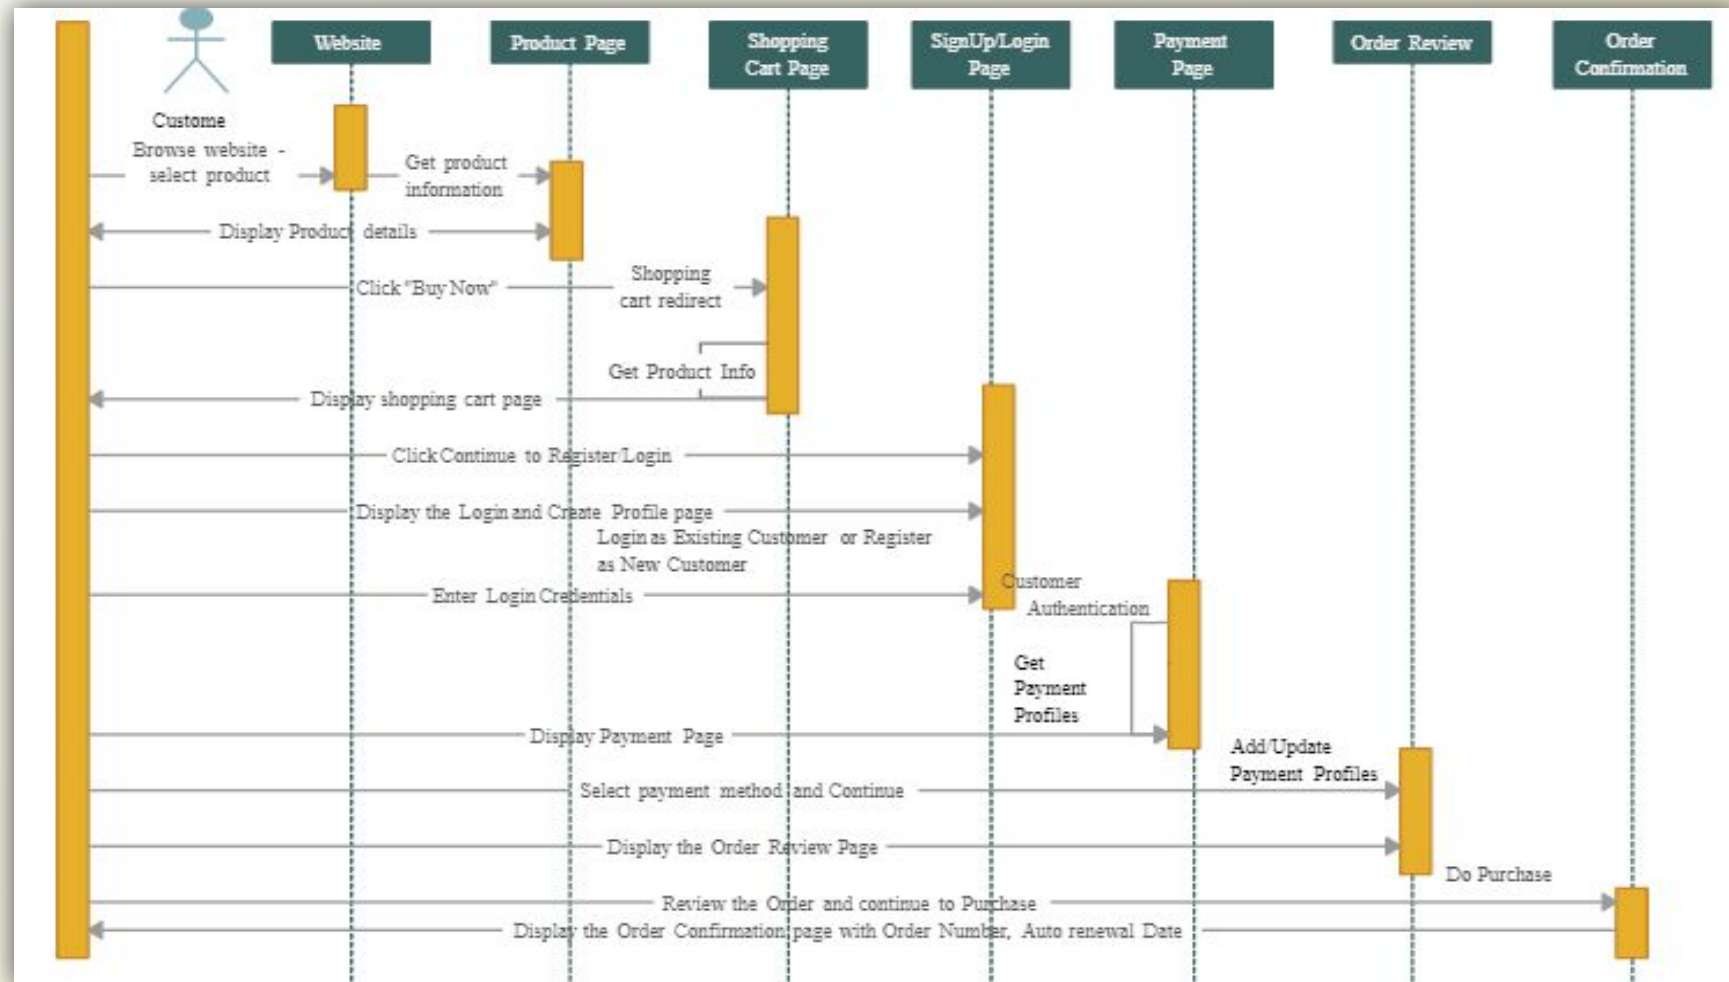 Website
Product Page
Shopping
Cart Page
SignUp/Login
Page
Payment
Page
Order Review
Order
Confirmation
Custome
Browse website -
select product
Get product
information
Display Product details
Click "Buy Now"
Shopping
cart redirect
Get Product Info
Display shopping cart page
Click Continue to Register/Login
Display the Login and Create Profile page
Login as Existing Customer or Register
as New Customer
Enter Login Credentials
Customer
Authentication
Get
Payment
Profiles
Display Payment Page
Add/Update
Payment Profiles
Select payment method and Continue
Display the Order Review Page
Do Purchase
Review the Order and continue to Purchase
Display the Order Confirmation page with Order Number, Auto renewal Date